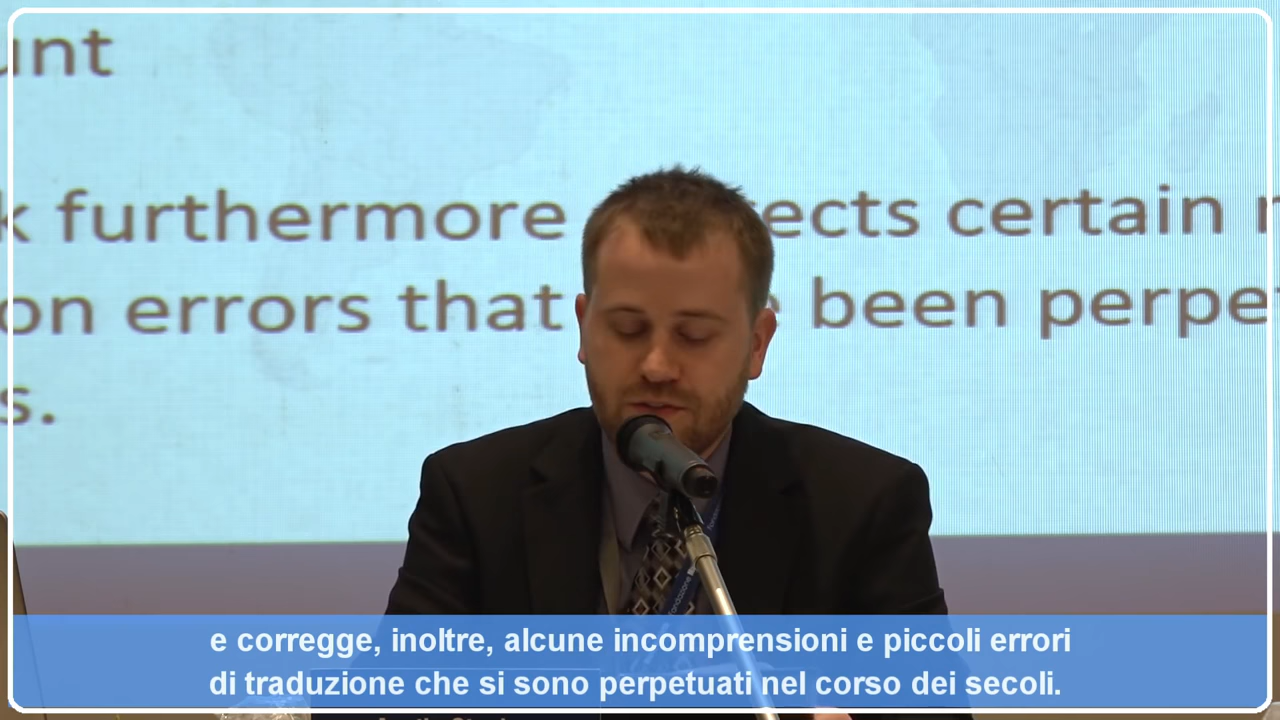 unt
k furthermore
ects certain
on errors that
been perpe
s.
fondazione
e corregge, inoltre, alcune incomprensioni e piccoli errori
di traduzione che si sono perpetuati nel corso dei secoli.